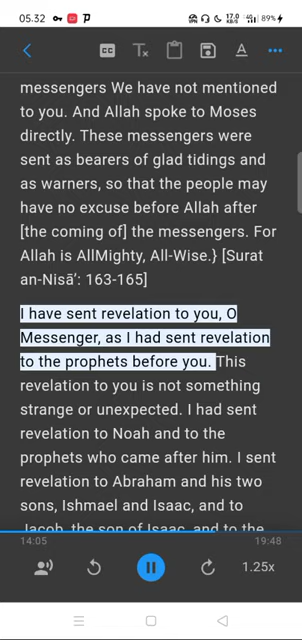 05.32
17.0 KB/S
4G
89%
CC
messengers We have not mentioned
to you. And Allah spoke to Moses
directly. These messengers were
sent as bearers of glad tidings and
as warners, so that the people may
have no excuse before Allah after
[the coming of] the messengers. For
Allah is AllMighty, All-Wise.} [Surat
an-Nisā’: 163-165]
I have sent revelation to you, O
Messenger, as I had sent revelation
to the prophets before you. This
revelation to you is not something
strange or unexpected. I had sent
revelation to Noah and to the
prophets who came after him. I sent
revelation to Abraham and his two
sons, Ishmael and Isaac, and to
Jacob, the son of Isaac, and to the
14:05
19:48
1.25x